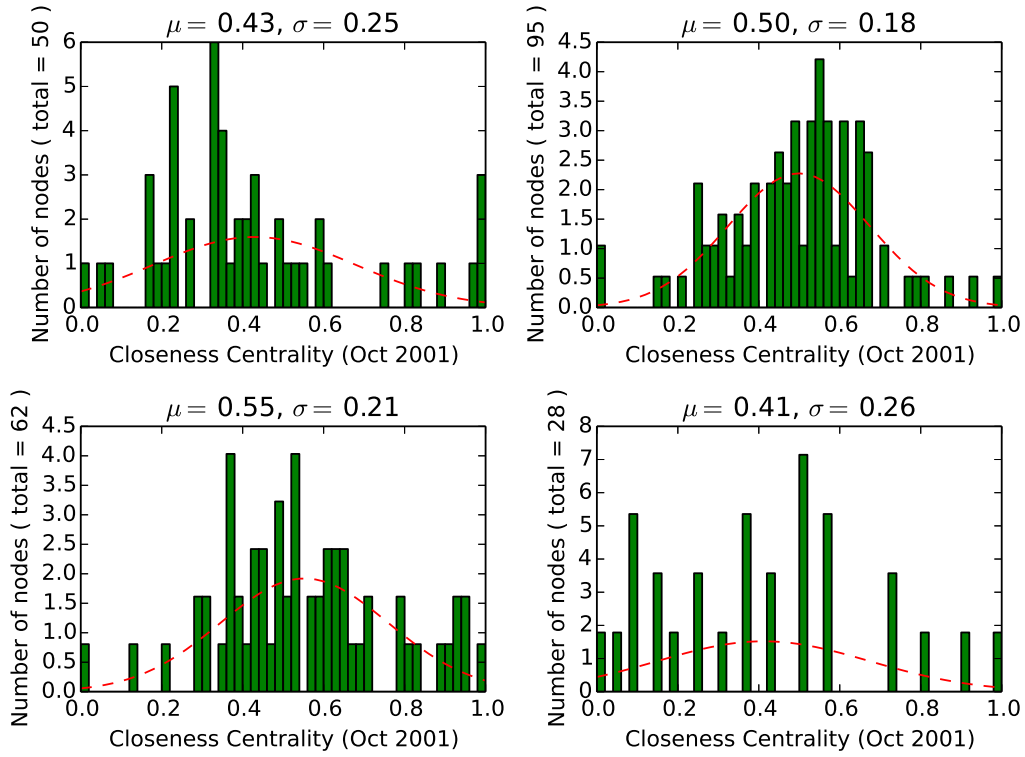 μ = 0.43, σ = 0.25
Number of nodes ( total = 50 )
6
5
4
3
2
1
0
0.0 0.2 0.4 0.6 0.8 1.0
Closeness Centrality (Oct 2001)
μ = 0.50, σ = 0.18
Number of nodes ( total = 95 )
4.5
4.0
3.5
3.0
2.5
2.0
1.5
1.0
0.5
0.0
0.0 0.2 0.4 0.6 0.8 1.0
Closeness Centrality (Oct 2001)
μ = 0.55, σ = 0.21
Number of nodes ( total = 62 )
4.5
4.0
3.5
3.0
2.5
2.0
1.5
1.0
0.5
0.0
0.0 0.2 0.4 0.6 0.8 1.0
Closeness Centrality (Oct 2001)
μ = 0.41, σ = 0.26
Number of nodes ( total = 28 )
8
7
6
5
4
3
2
1
0
0.0 0.2 0.4 0.6 0.8 1.0
Closeness Centrality (Oct 2001)